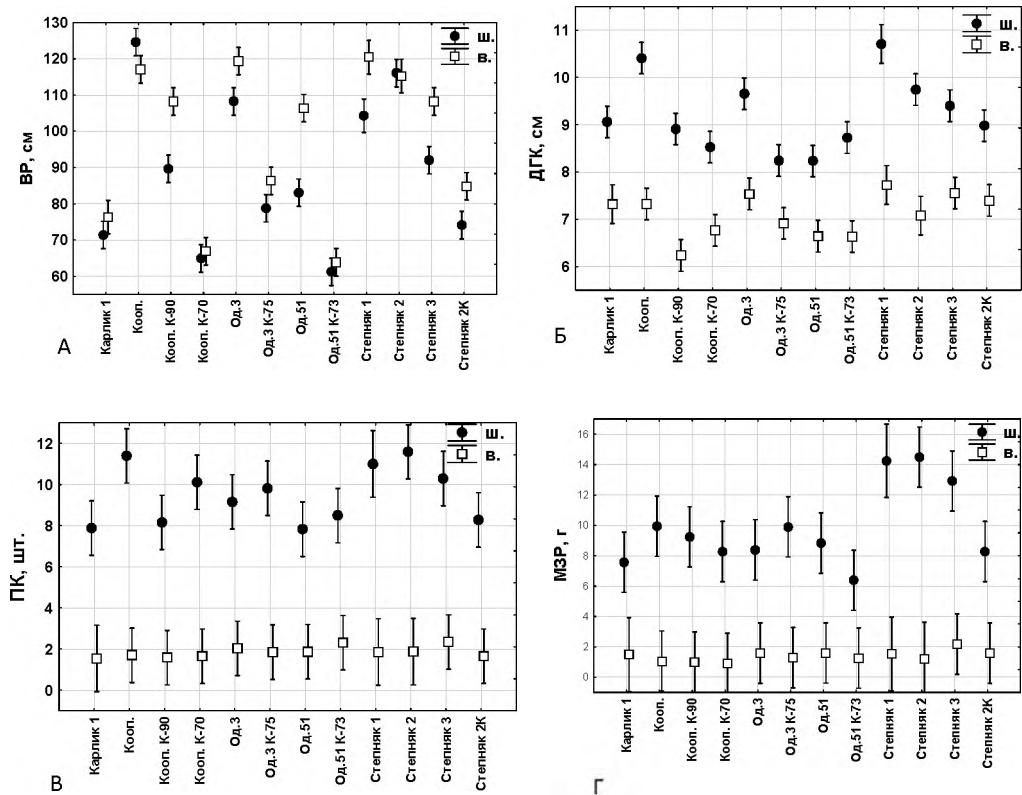 130
120
110
100
90
80
70
60
ВР, см
ш.
в.
Карлик 1
Кооп.
Кооп. К-90
Кооп. К-70
Од.3
Од.3 К-75
Од.51
Од.51 К-73
Степняк 1
Степняк 2
Степняк 3
Степняк 2К
А
11
10
9
8
7
6
ДГК, см
ш.
в.
Карлик 1
Кооп.
Кооп. К-90
Кооп. К-70
Од.3
Од.3 К-75
Од.51
Од.51 К-73
Степняк 1
Степняк 2
Степняк 3
Степняк 2К
Б
12
10
8
6
4
2
0
ПК, шт.
ш.
в.
Карлик 1
Кооп.
Кооп. К-90
Кооп. К-70
Од.3
Од.3 К-75
Од.51
Од.51 К-73
Степняк 1
Степняк 2
Степняк 3
Степняк 2К
В
16
14
12
10
8
6
4
2
0
МЗР, г
ш.
в.
Карлик 1
Кооп.
Кооп. К-90
Кооп. К-70
Од.3
Од.3 К-75
Од.51
Од.51 К-73
Степняк 1
Степняк 2
Степняк 3
Степняк 2К
Г